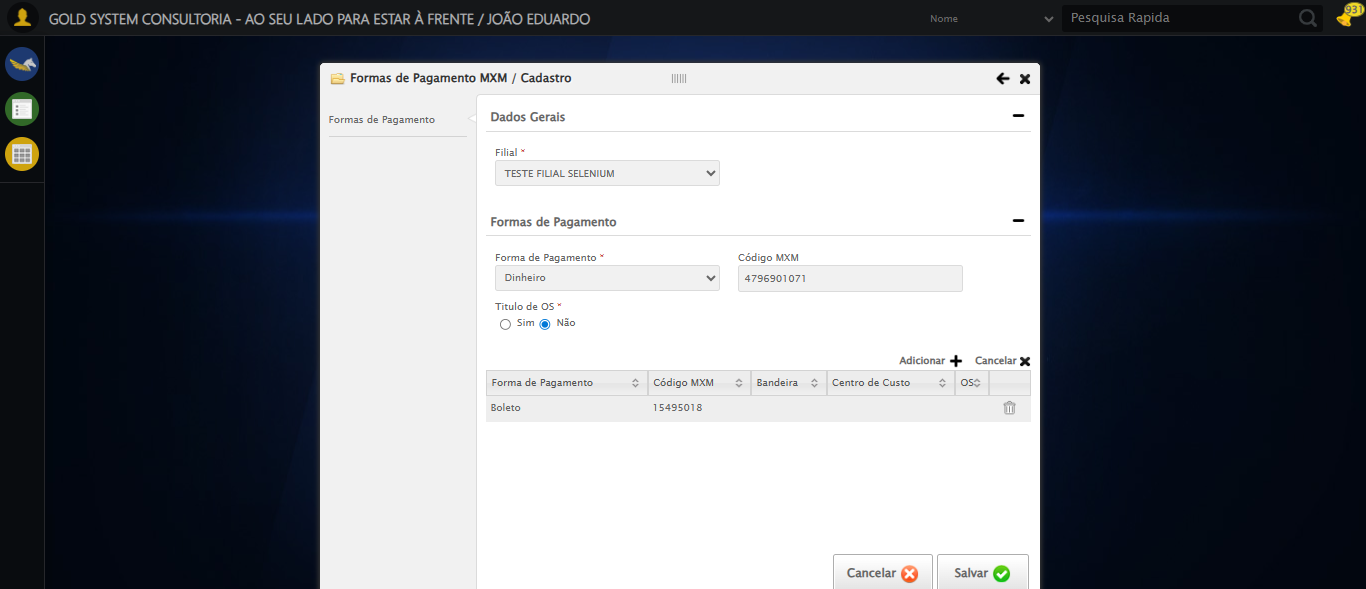 GOLD SYSTEM CONSULTORIA - AO SEU LADO PARA ESTAR À FRENTE / JOÃO EDUARDO
Nome
Pesquisa Rapida
931
Formas de Pagamento MXM / Cadastro
Formas de Pagamento
Dados Gerais
Filial *
TESTE FILIAL SELENIUM
Formas de Pagamento
Forma de Pagamento * Código MXM
Dinheiro 4796901071
Titulo de OS *
Sim Não
Adicionar Cancelar
Forma de Pagamento Código MXM Bandeira Centro de Custo OS
Boleto 15495018
Cancelar Salvar